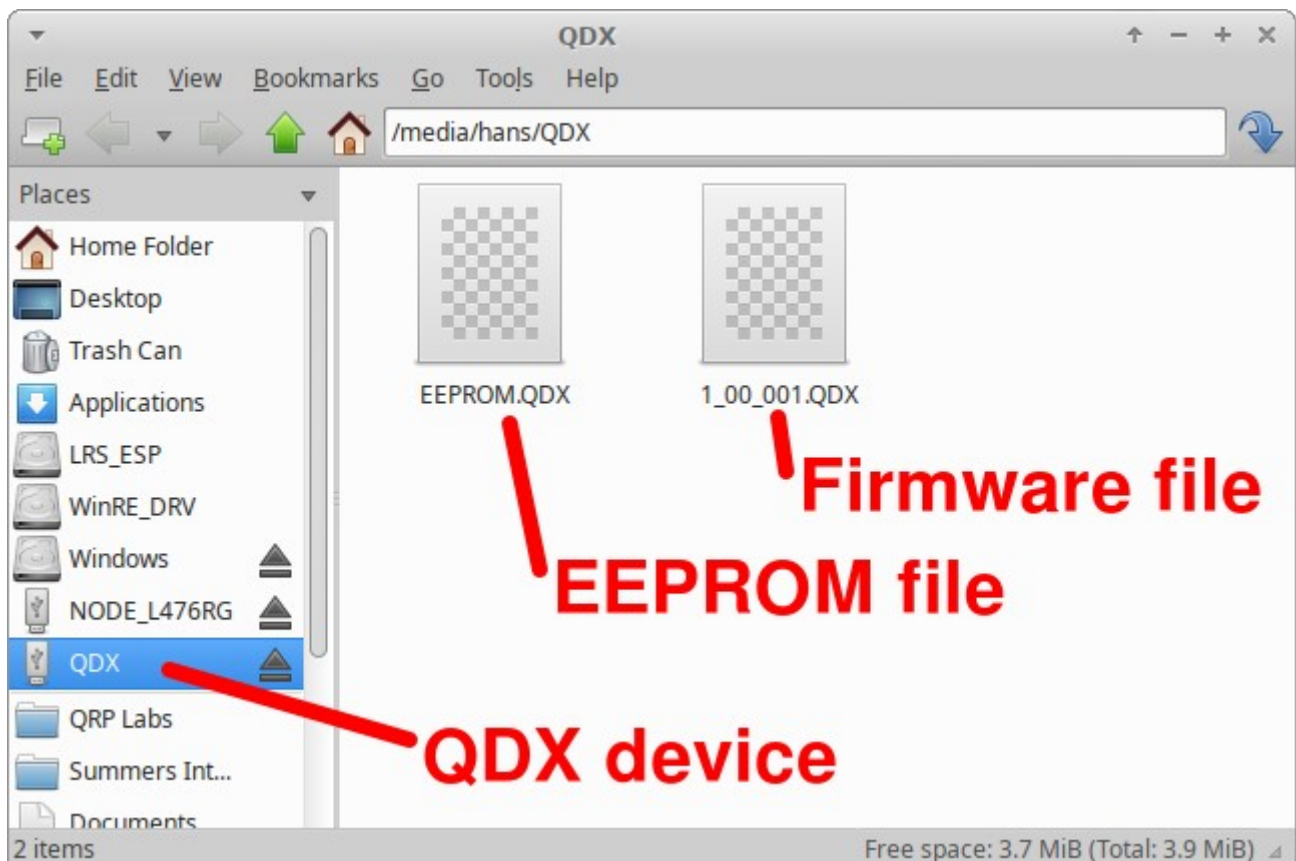 QDX
File Edit View Bookmarks Go Tools Help
/media/hans/QDX
Places
Home Folder
Desktop
Trash Can
Applications
LRS_ESP
WinRE_DRV
Windows
NODE_L476RG
QDX
QRP Labs
Summers Int...
Documents
EEPROM.QDX 1_00_001.QDX
Firmware file
EEPROM file
QDX device
2 items Free space: 3.7 MiB (Total: 3.9 MiB)